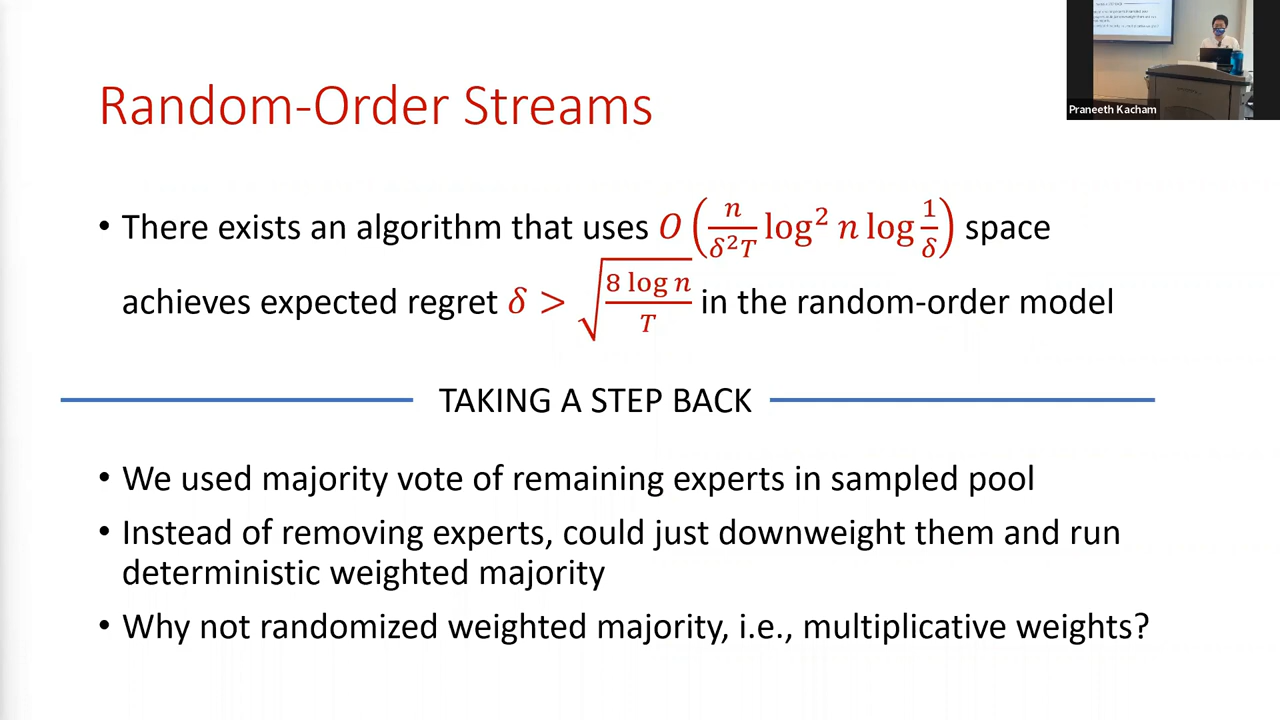 Random-Order Streams
Praneeth Kacham
• There exists an algorithm that uses O(n/(δ²T) log² n log 1/δ) space
achieves expected regret δ > √(8 log n / T) in the random-order model
TAKING A STEP BACK
• We used majority vote of remaining experts in sampled pool
• Instead of removing experts, could just downweight them and run
deterministic weighted majority
• Why not randomized weighted majority, i.e., multiplicative weights?